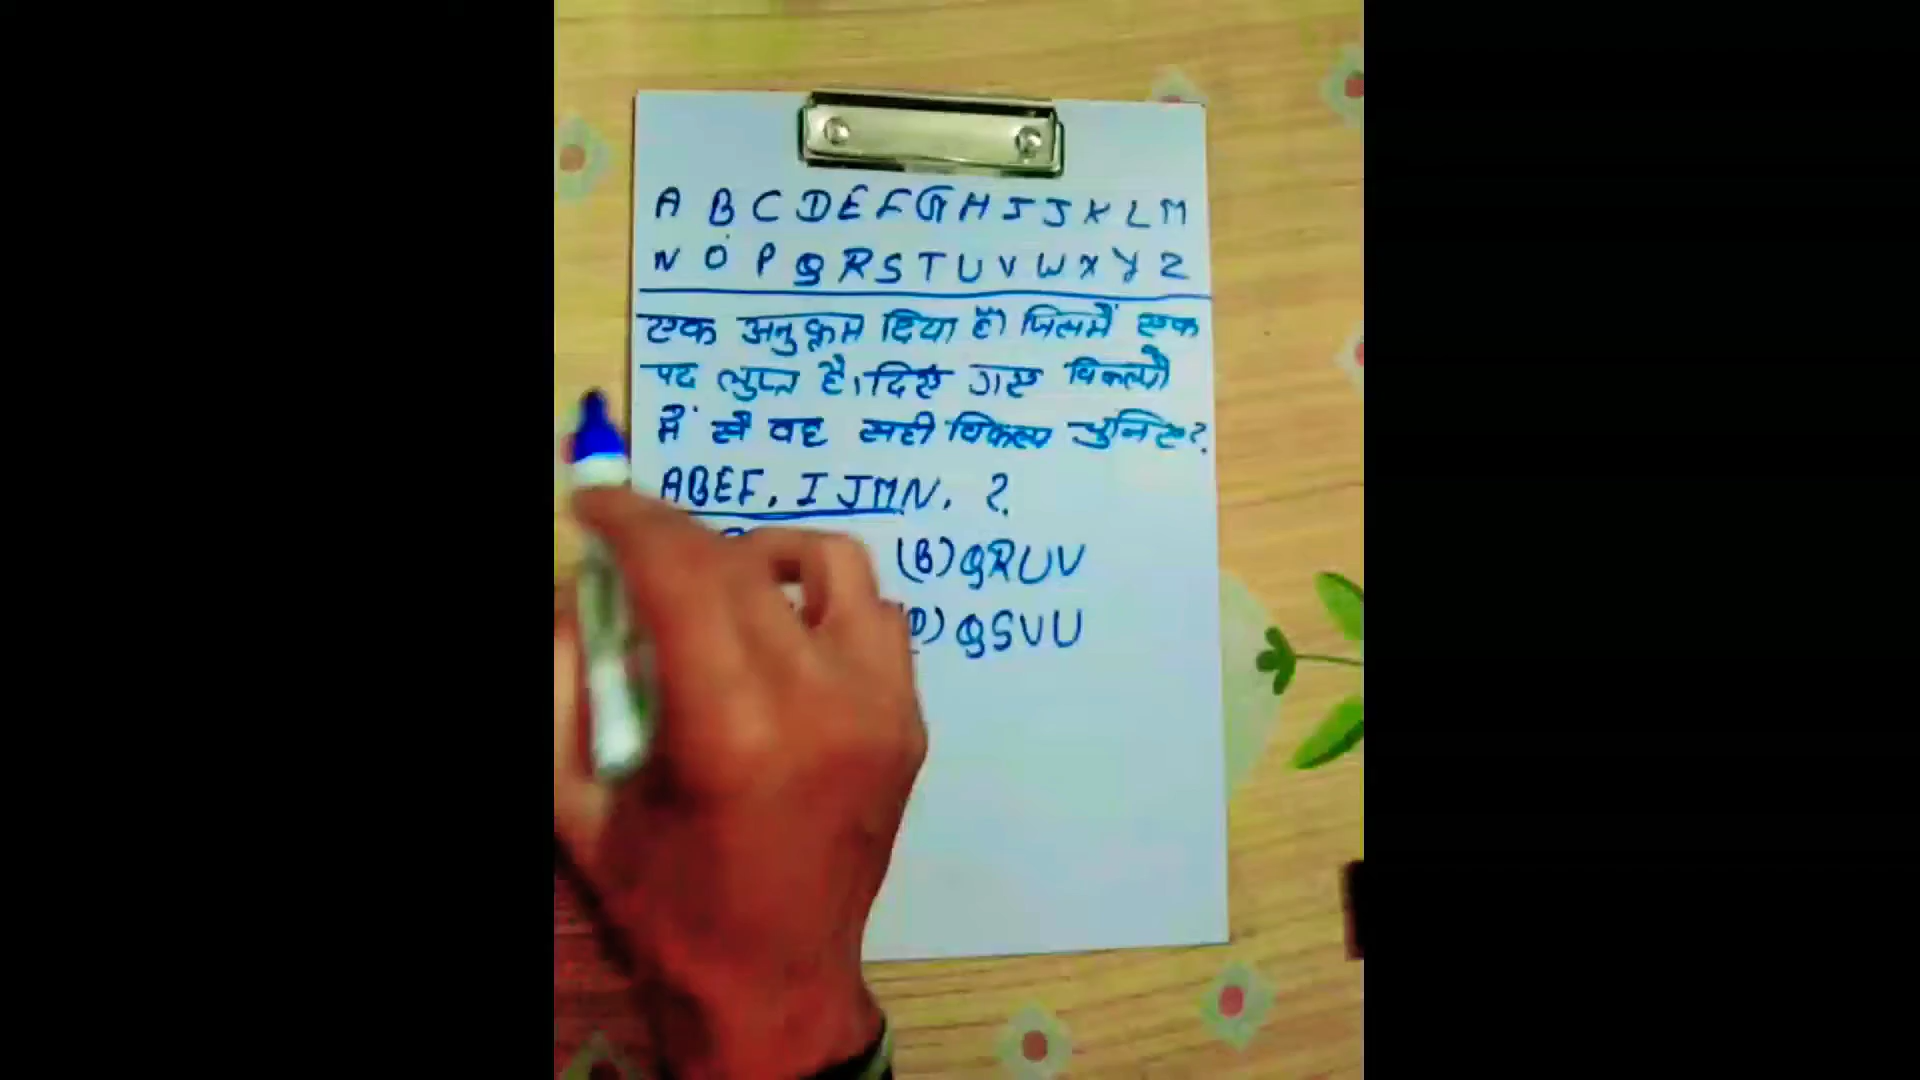 A B C D E F G H I J K L M
N O P Q R S T U V W X Y Z
एक अनुक्रम दिया है। जिसमें एक
पद लुप्त है। दिए गए विकल्पों
में से वह सही विकल्प चुनिए?
ABEF, IJMN, ?
(B) QRUV
(D) QSVU